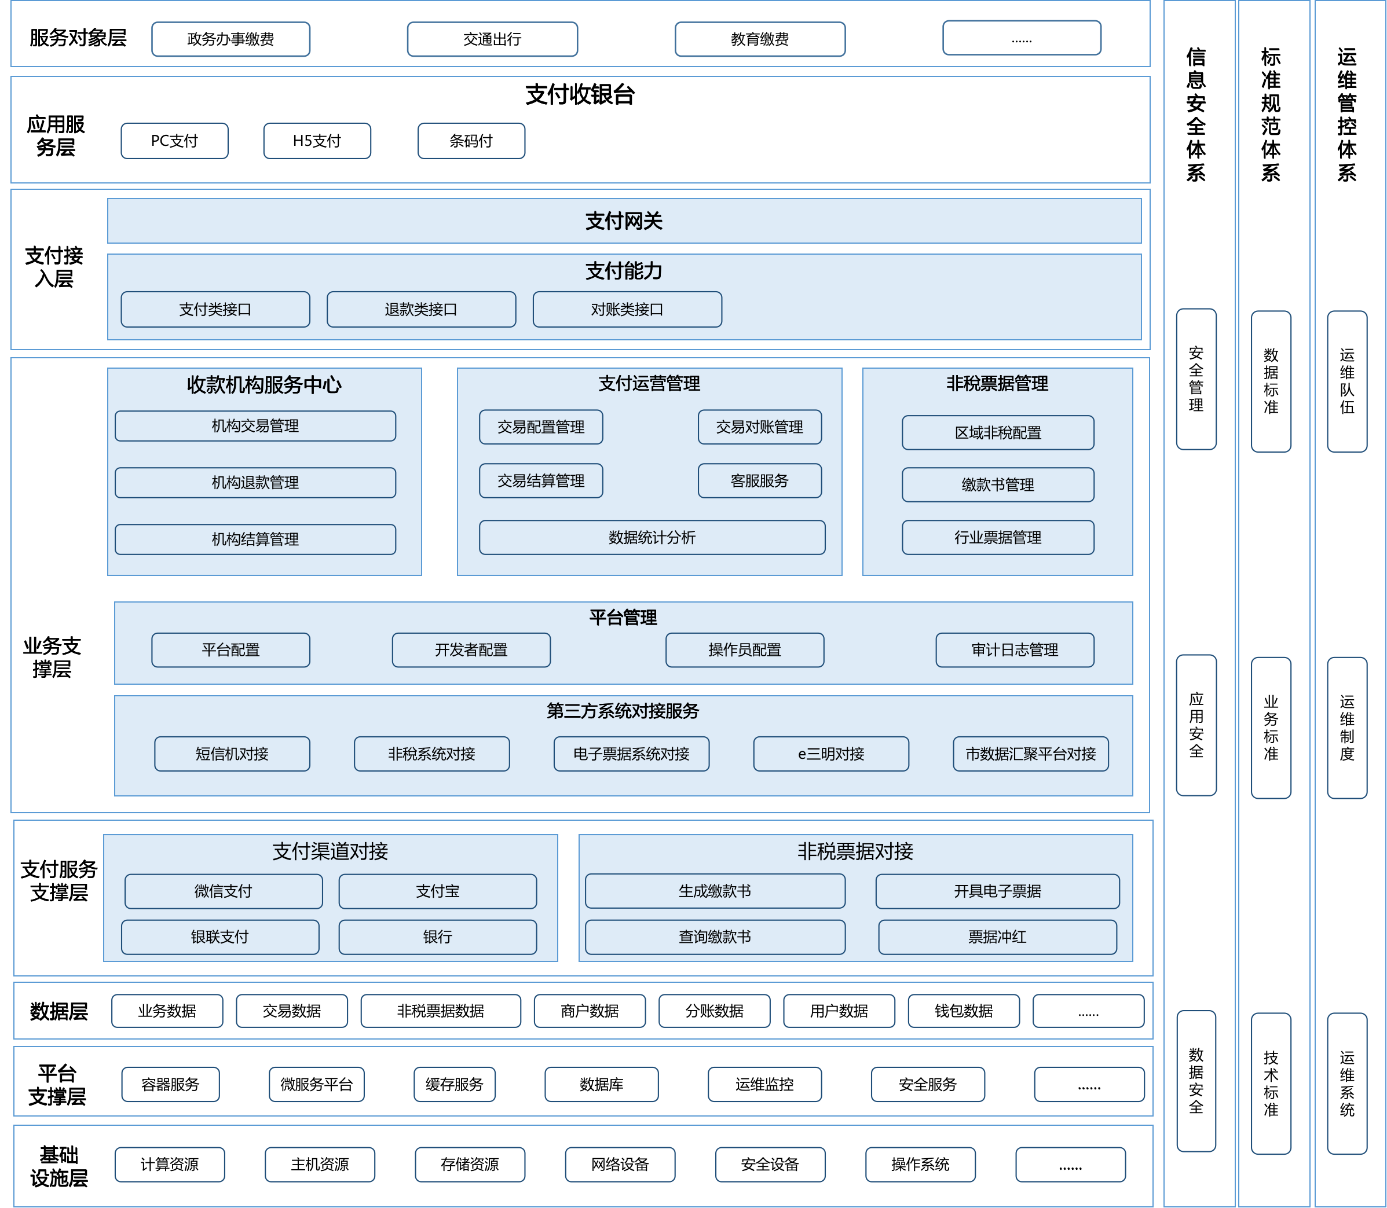 服务对象层
政务办事缴费
交通出行
教育缴费
......
支付收银台
应用服
务层
PC支付
H5支付
条码付
支付接
入层
支付网关
支付能力
支付类接口
退款类接口
对账类接口
业务支
撑层
收款机构服务中心
机构交易管理
机构退款管理
机构结算管理
支付运营管理
交易配置管理
交易对账管理
交易结算管理
客服服务
数据统计分析
非税票据管理
区域非税配置
缴款书管理
行业票据管理
平台管理
平台配置
开发者配置
操作员配置
审计日志管理
第三方系统对接服务
短信机对接
非税系统对接
电子票据系统对接
e三明对接
市数据汇聚平台对接
支付服务
支撑层
支付渠道对接
微信支付
支付宝
银联支付
银行
非税票据对接
生成缴款书
开具电子票据
查询缴款书
票据冲红
数据层
业务数据
交易数据
非税票据数据
商户数据
分账数据
用户数据
钱包数据
......
平台
支撑层
容器服务
微服务平台
缓存服务
数据库
运维监控
安全服务
......
基础
设施层
计算资源
主机资源
存储资源
网络设备
安全设备
操作系统
......
信息安全体系
安全管理
应用安全
数据安全
标准规范体系
数据标准
业务标准
技术标准
运维管控体系
运维队伍
运维制度
运维系统